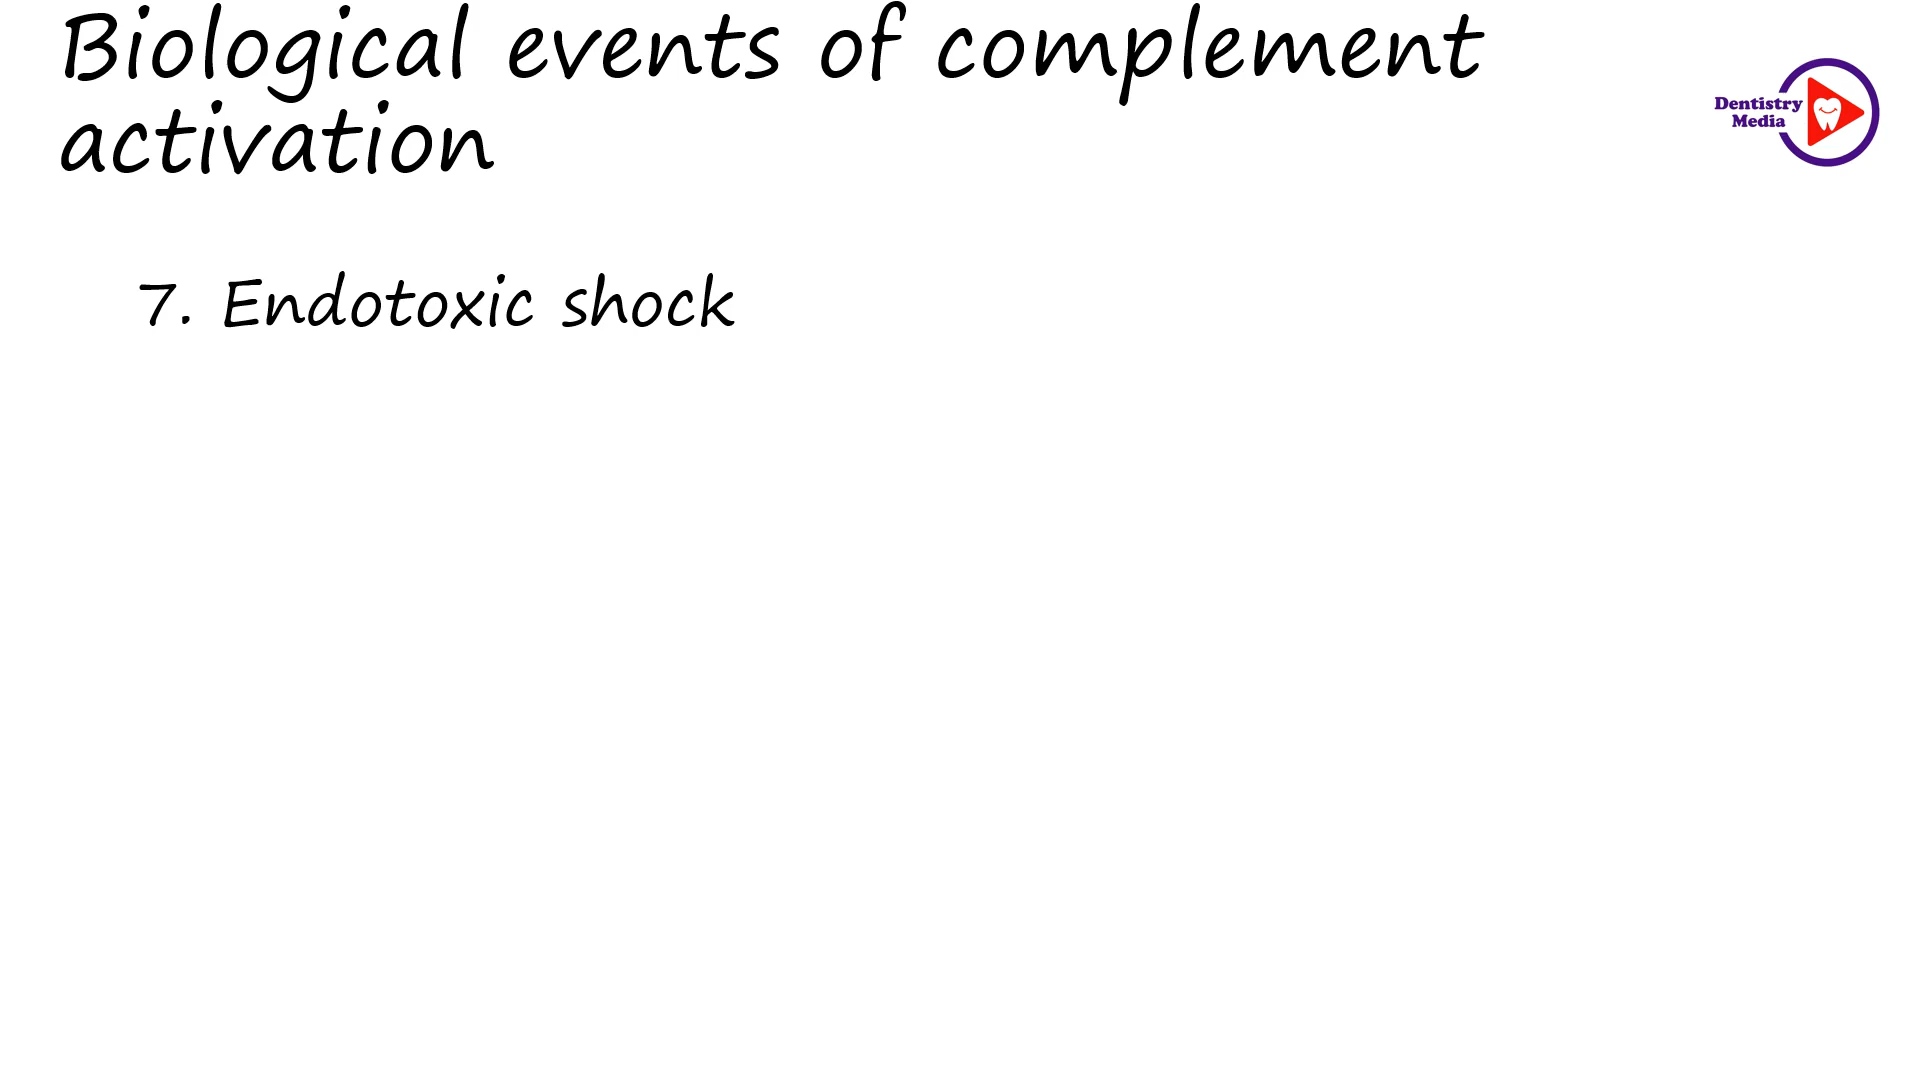 Biological events of complement
activation
Dentistry
Media
7. Endotoxic shock